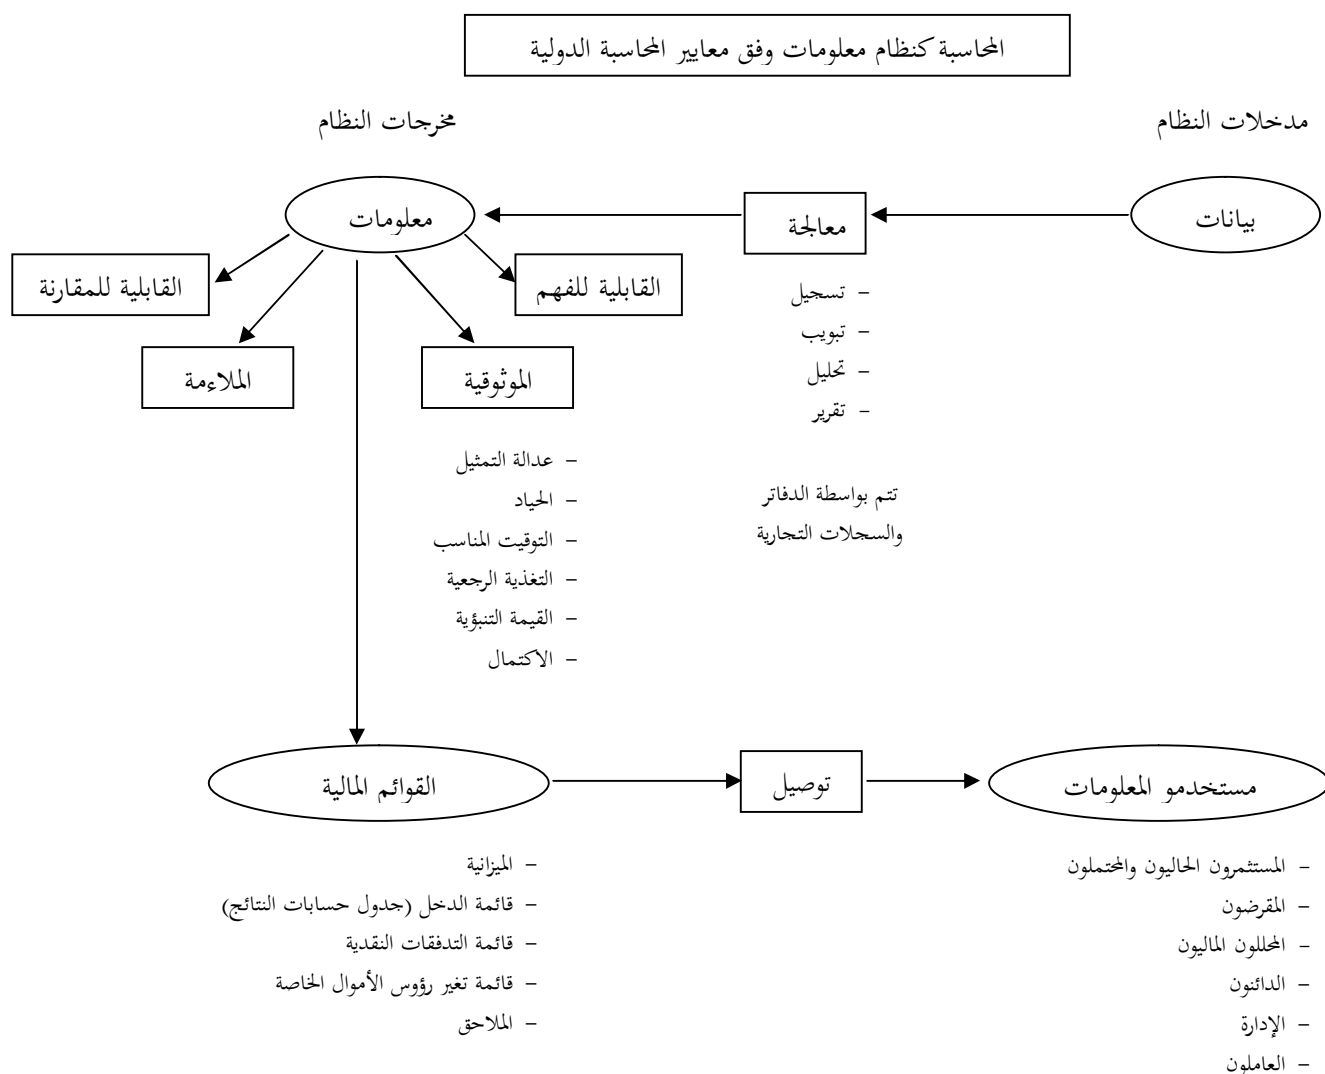 المحاسبة كنظام معلومات وفق معايير المحاسبة الدولية
مدخلات النظام
مخرجات النظام
بيانات
معالجة
معلومات
القابلية للفهم
القابلية للمقارنة
الموثوقية
الملاءمة
– تسجيل
– تبويب
– تحليل
– تقرير
تتم بواسطة الدفاتر
والسجلات التجارية
– عدالة التمثيل
– الحياد
– التوقيت المناسب
– التغذية الرجعية
– القيمة التنبؤية
– الاكتمال
القوائم المالية
توصيل
مستخدمو المعلومات
– الميزانية
– قائمة الدخل (جدول حسابات النتائج)
– قائمة التدفقات النقدية
– قائمة تغير رؤوس الأموال الخاصة
– الملاحق
– المستثمرون الحاليون والمحتملون
– المقرضون
– المحللون الماليون
– الدائنون
– الإدارة
– العاملون